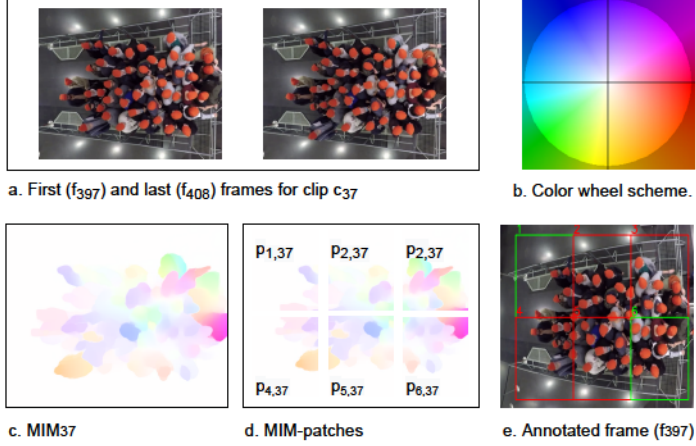 a. First (f397) and last (f408) frames for clip c37
b. Color wheel scheme.
p1,37 p2,37 p2,37
p4,37 p5,37 p6,37
c. MIM37
d. MIM-patches
e. Annotated frame (f397)